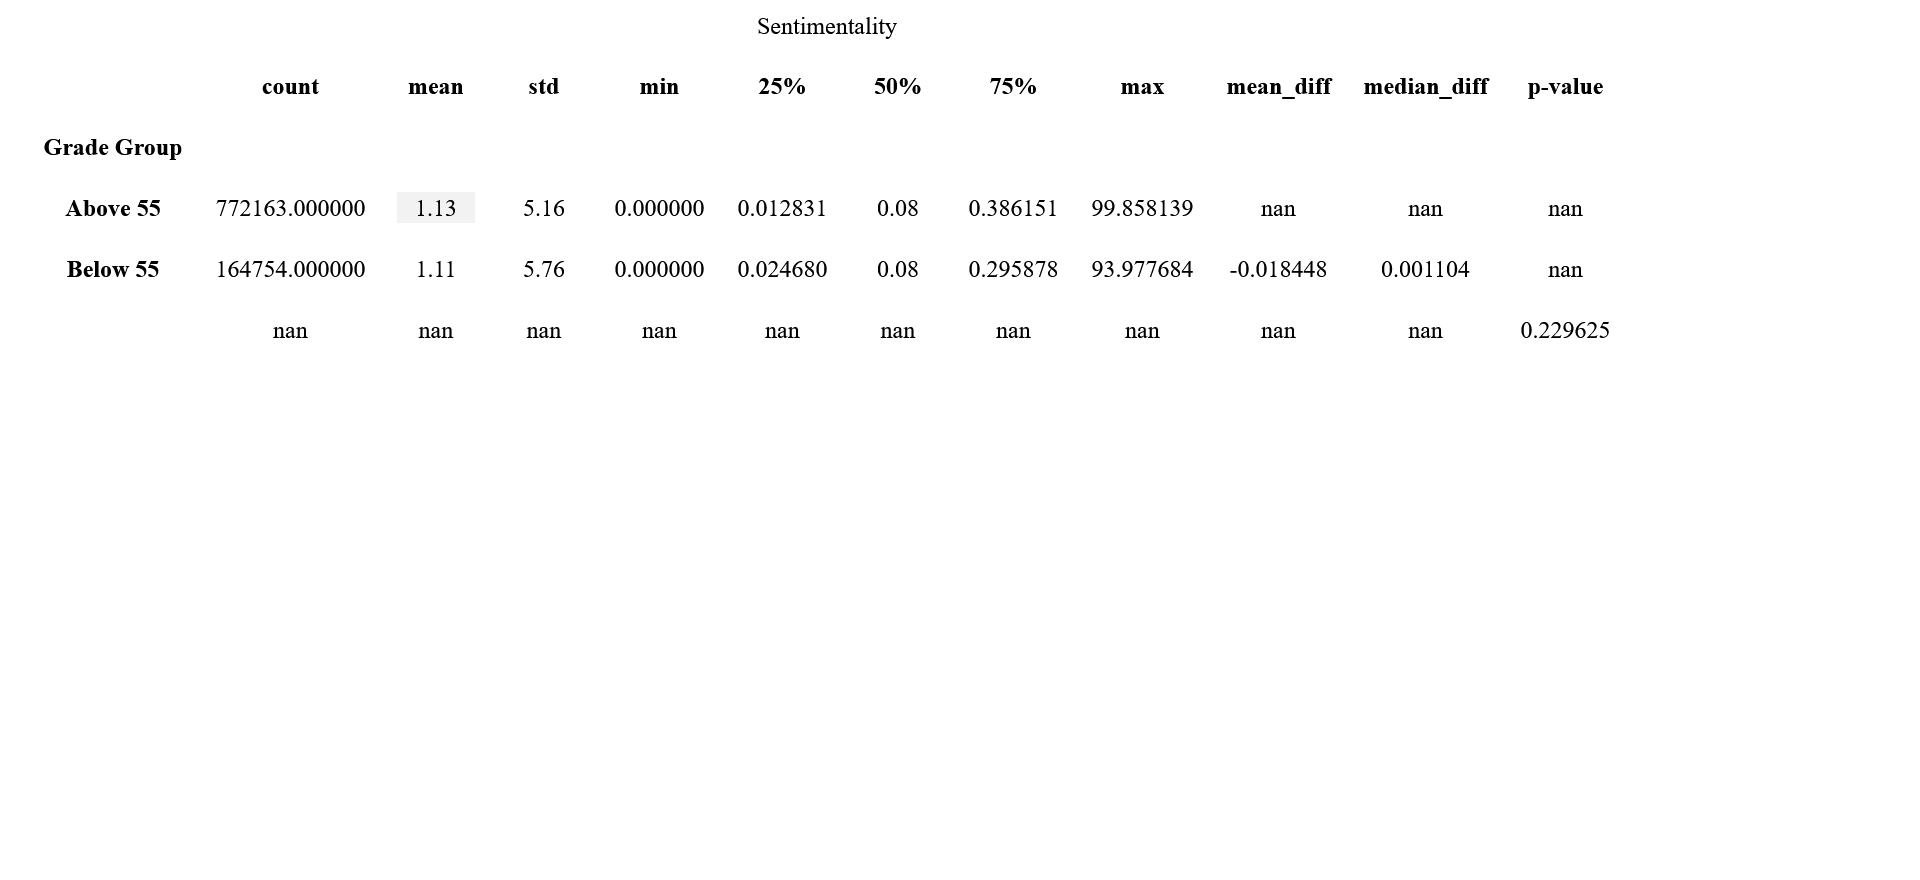 Sentimentality
count mean std min 25% 50% 75% max mean_diff median_diff p-value
Grade Group
Above 55 772163.000000 1.13 5.16 0.000000 0.012831 0.08 0.386151 99.858139 nan nan nan
Below 55 164754.000000 1.11 5.76 0.000000 0.024680 0.08 0.295878 93.977684 -0.018448 0.001104 nan
nan nan nan nan nan nan nan nan nan nan 0.229625